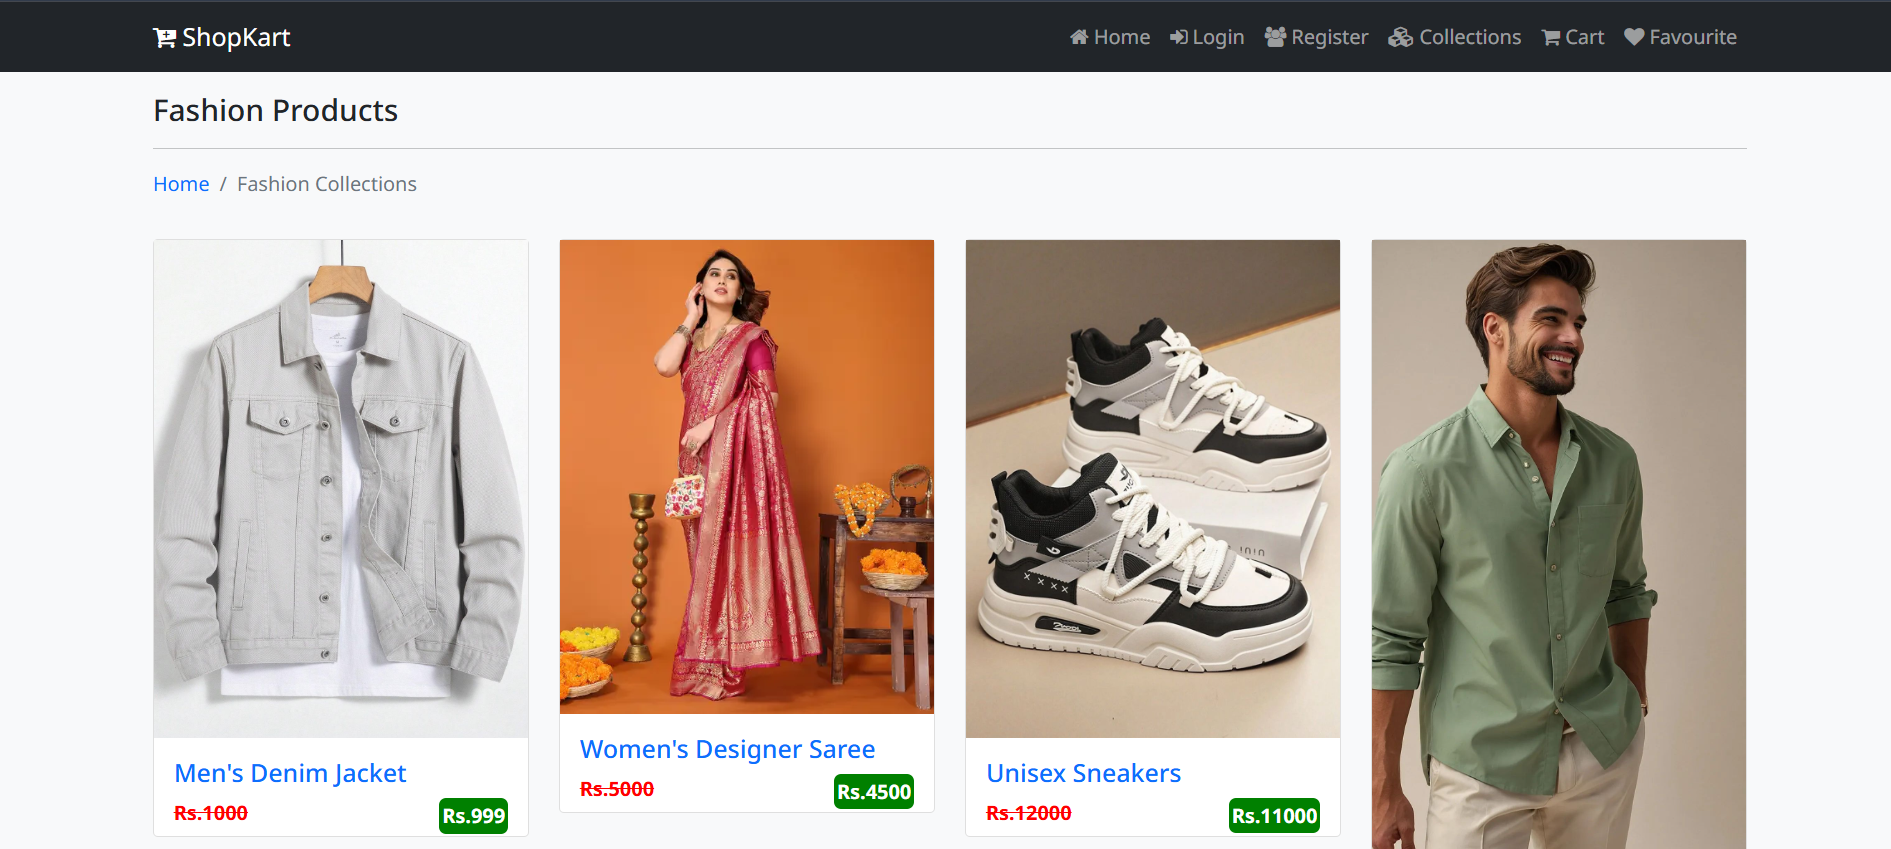 ShopKart
Home Login Register Collections Cart Favourite
Fashion Products
Home / Fashion Collections
Men's Denim Jacket
Rs.1000 Rs.999
Women's Designer Saree
Rs.5000 Rs.4500
Unisex Sneakers
Rs.12000 Rs.11000